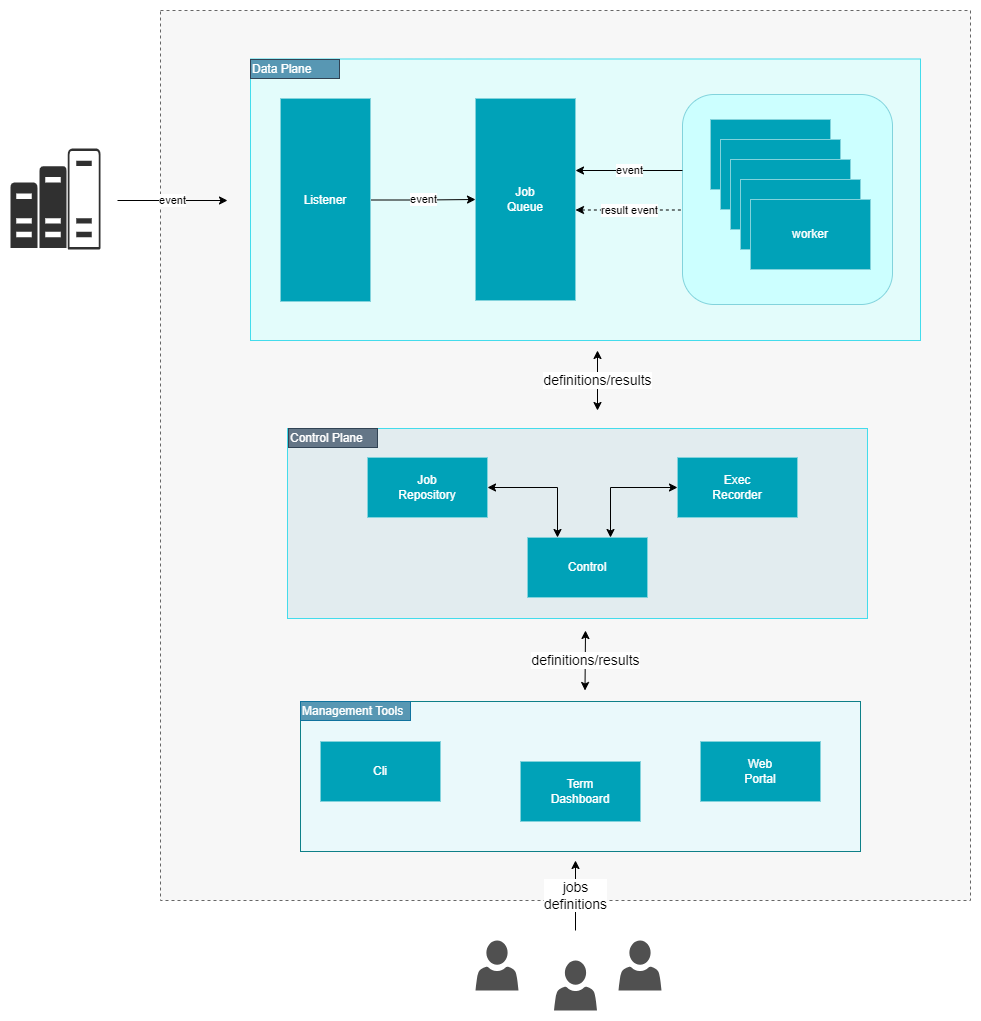 Data Plane
Listener
Job
Queue
worker
event
event
event
result event
definitions/results
Control Plane
Job
Repository
Exec
Recorder
Control
definitions/results
Management Tools
Cli
Term
Dashboard
Web
Portal
jobs
definitions